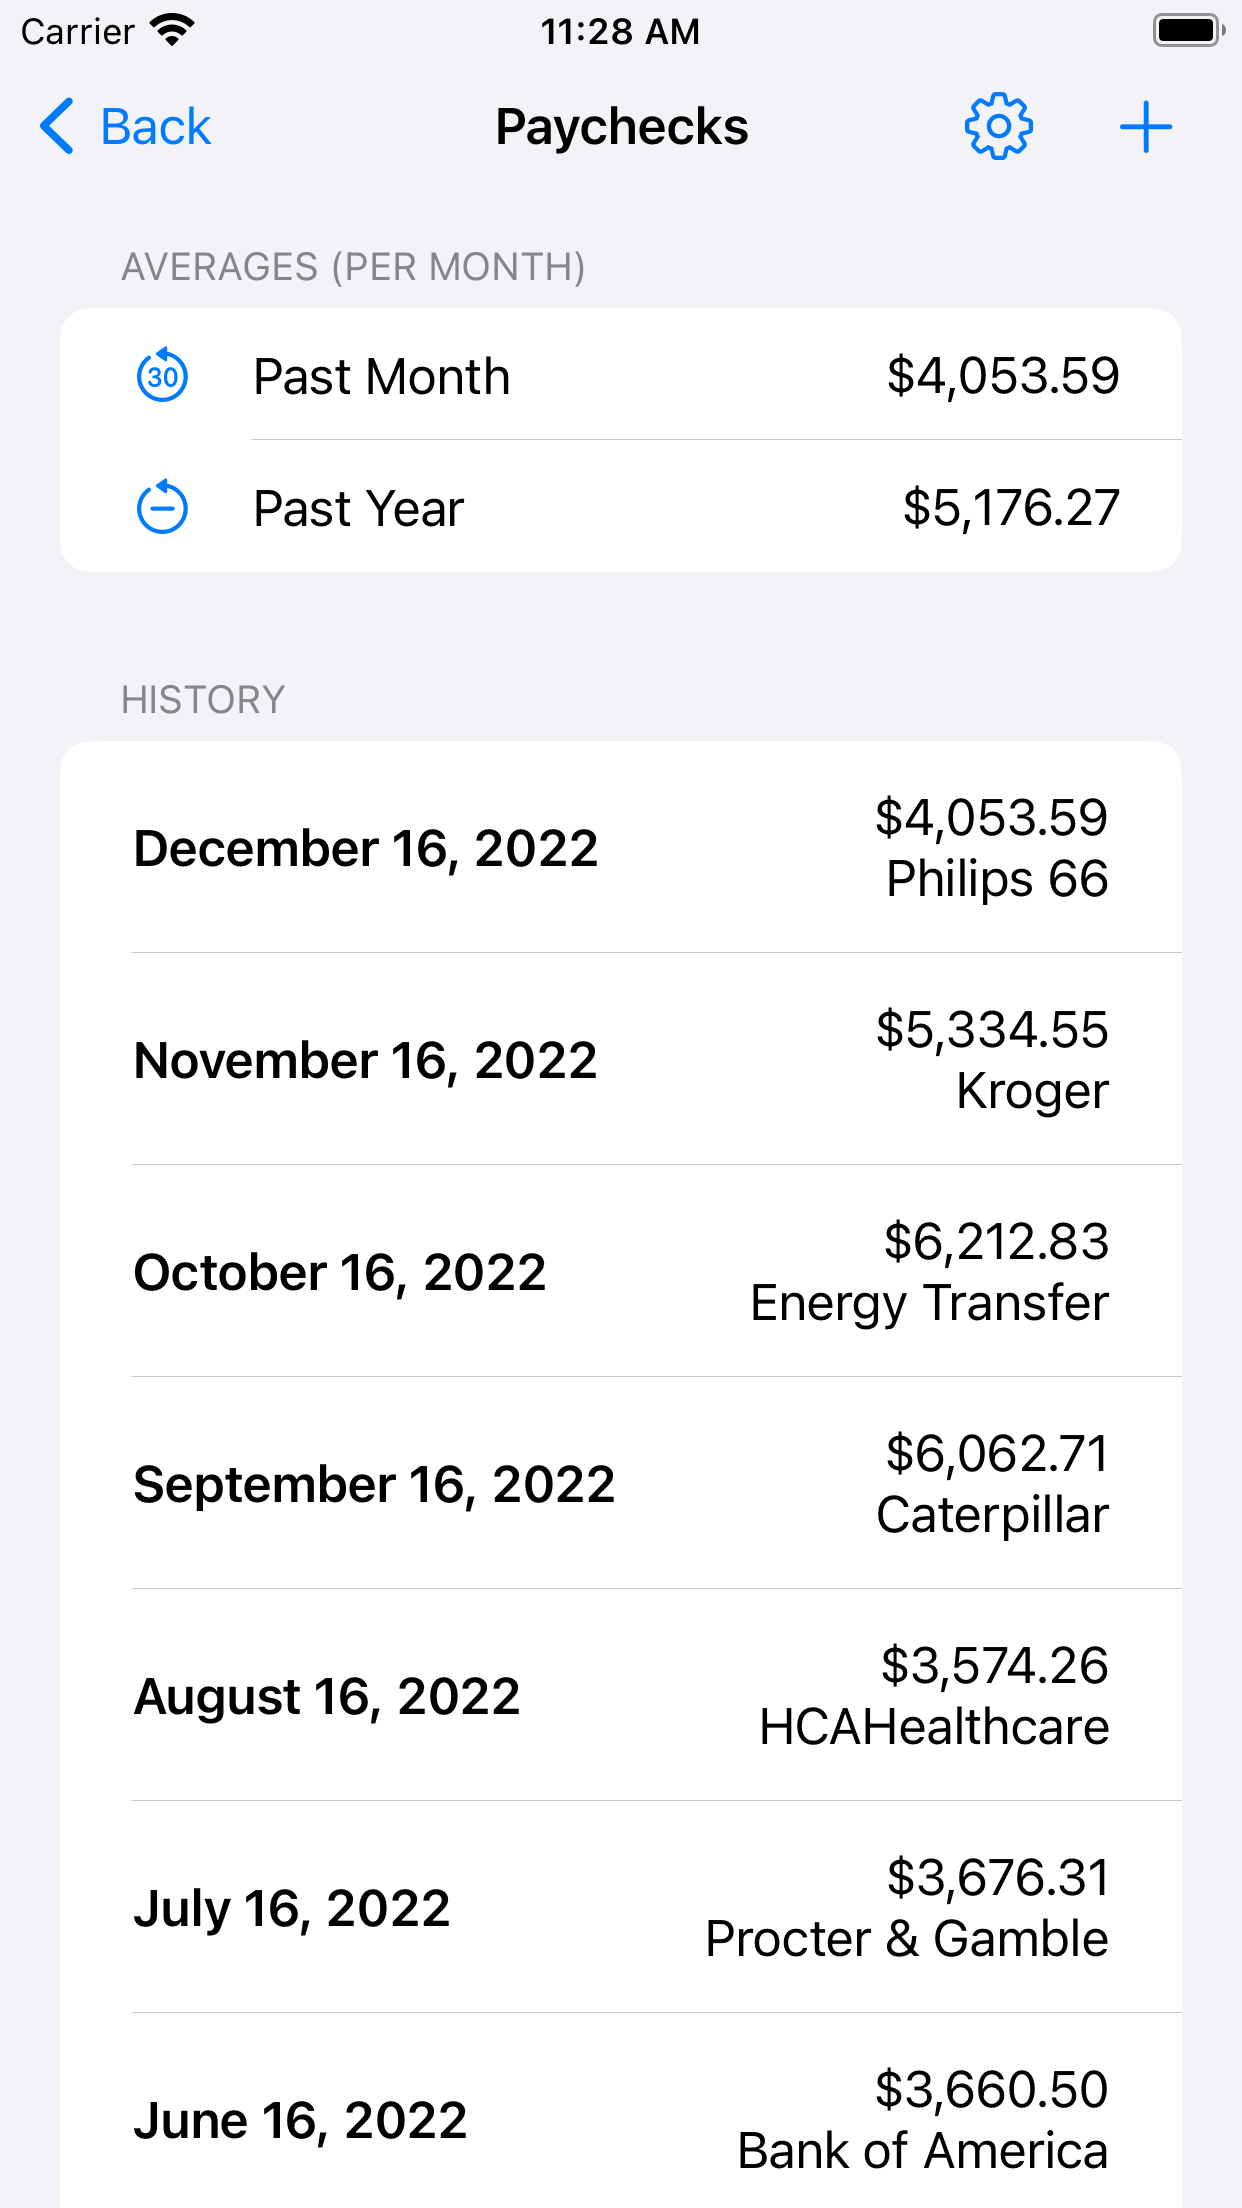 Carrier 11:28 AM
Back Paychecks
AVERAGES (PER MONTH)
30 Past Month $4,053.59
Past Year $5,176.27
HISTORY
December 16, 2022 $4,053.59
Philips 66
November 16, 2022 $5,334.55
Kroger
October 16, 2022 $6,212.83
Energy Transfer
September 16, 2022 $6,062.71
Caterpillar
August 16, 2022 $3,574.26
HCAHealthcare
July 16, 2022 $3,676.31
Procter & Gamble
June 16, 2022 $3,660.50
Bank of America